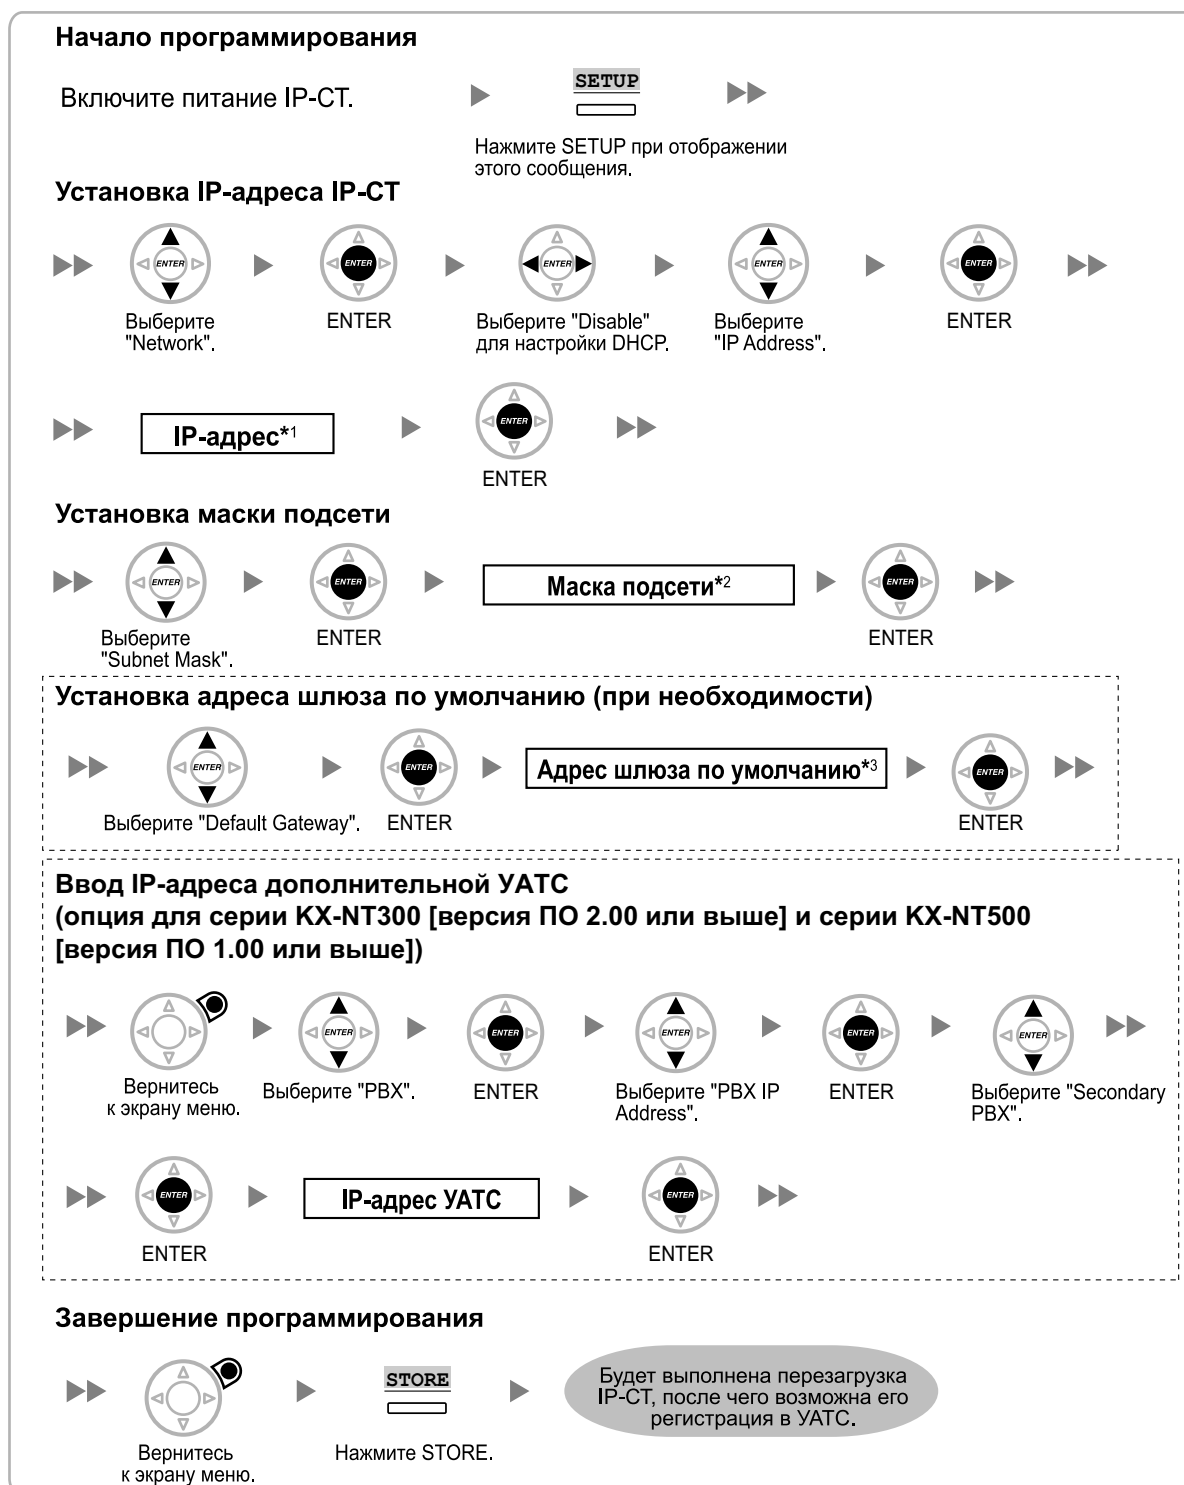 Начало программирования
Включите питание IP-СТ.
SETUP
Нажмите SETUP при отображении
этого сообщения.
Установка IP-адреса IP-СТ
ENTER
Выберите
"Network".
ENTER
ENTER
ENTER
Выберите "Disable"
для настройки DHCP.
ENTER
Выберите
"IP Address".
ENTER
ENTER
IP-адрес*1
ENTER
ENTER
Установка маски подсети
ENTER
Выберите
"Subnet Mask".
ENTER
ENTER
Маска подсети*2
ENTER
ENTER
Установка адреса шлюза по умолчанию (при необходимости)
ENTER
Выберите "Default Gateway".
ENTER
ENTER
Адрес шлюза по умолчанию*3
ENTER
ENTER
Ввод IP-адреса дополнительной УАТС
(опция для серии KX-NT300 [версия ПО 2.00 или выше] и серии KX-NT500
[версия ПО 1.00 или выше])
Вернитесь
к экрану меню.
ENTER
Выберите "PBX".
ENTER
ENTER
ENTER
Выберите "PBX IP
Address".
ENTER
ENTER
ENTER
Выберите "Secondary
PBX".
ENTER
ENTER
IP-адрес УАТС
ENTER
ENTER
Завершение программирования
Вернитесь
к экрану меню.
STORE
Нажмите STORE.
Будет выполнена перезагрузка
IP-СТ, после чего возможна его
регистрация в УАТС.